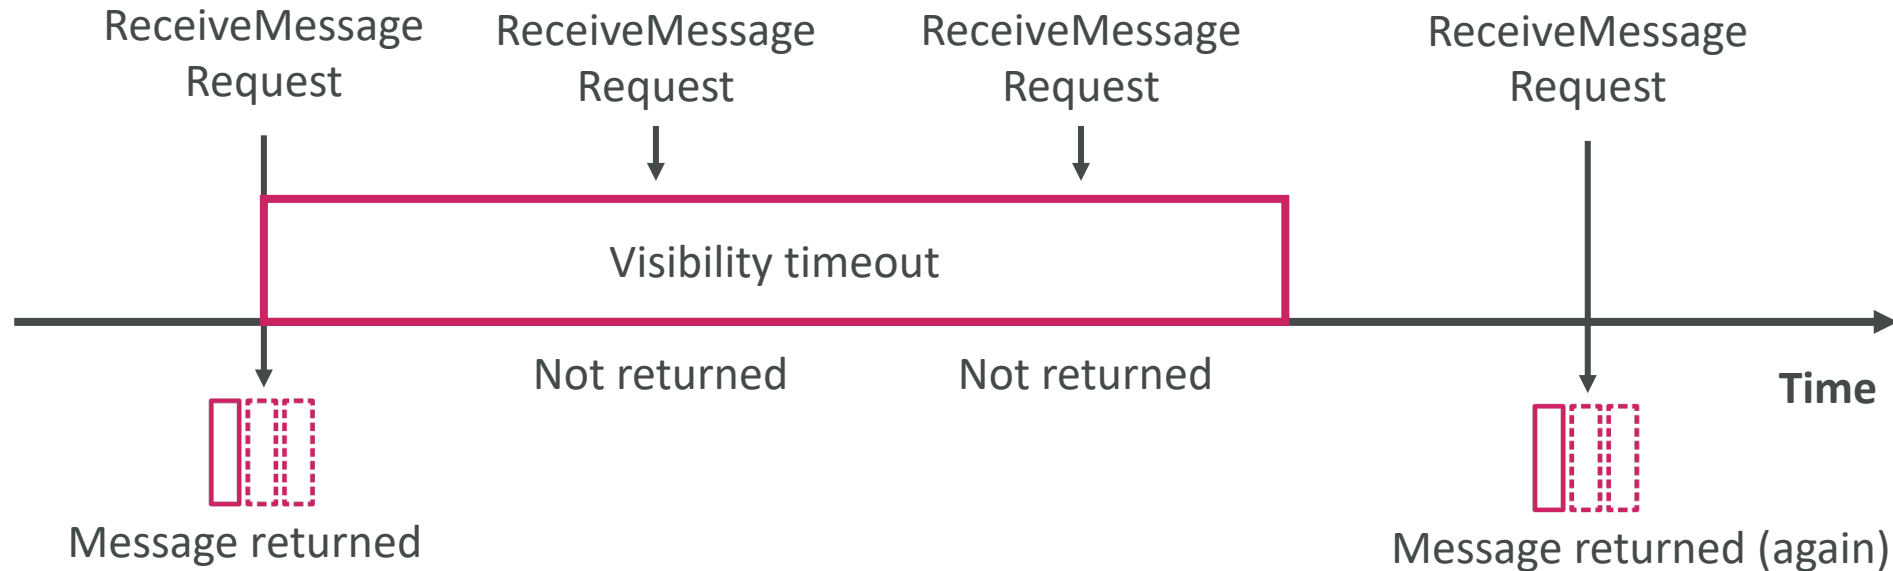 ReceiveMessage
Request
ReceiveMessage
Request
ReceiveMessage
Request
ReceiveMessage
Request
Visibility timeout
Not returned
Not returned
Time
Message returned
Message returned (again)